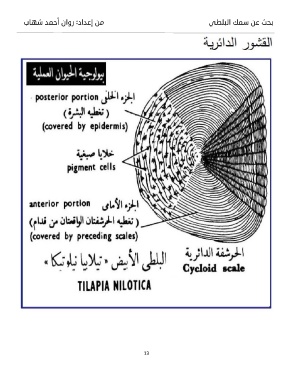 بحث عن سمك البلطي
من إعداد: روان أحمد شهاب
القشور الدائرية
بيولوجية الحيوان العملية
posterior portion الجزء الخلفى
( تغطيه البشرة )
(covered by epidermis)
خلايا صبغية
pigment cells
anterior portion الجزء الأمامى
( تغطيه الحرشفتان الواقعتان من قدام )
(covered by preceding scales)
الحرشفة الدائرية
Cycloid scale
البلطى الأبيض « تيلابيا نيلوتيكا »
TILAPIA NILOTICA
13